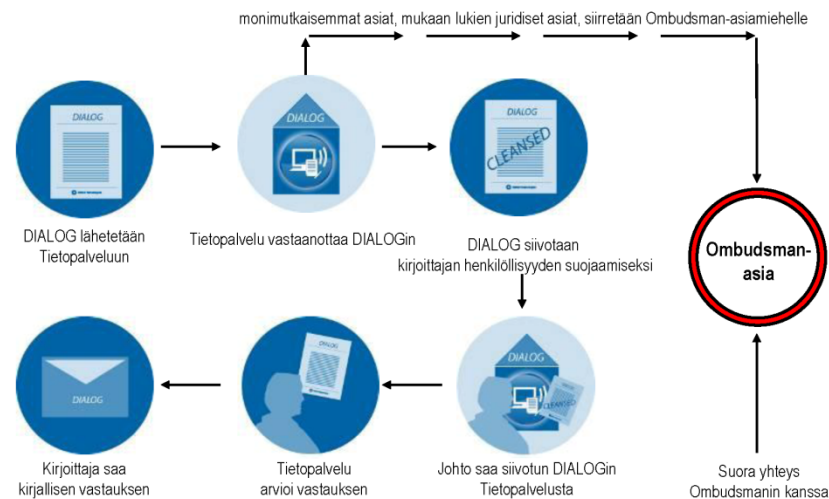 monimutkaisemmat asiat, mukaan lukien juridiset asiat, siirretään Ombudsman-asiamiehelle
DIALOG
DIALOG
DIALOG
CLEANSED
DIALOG lähetetään
Tietopalveluun
Tietopalvelu vastaanottaa DIALOGin
DIALOG siivotaan
kirjoittajan henkilöllisyyden suojaamiseksi
Ombudsman-
asia
DIALOG
DIALOG
DIALOG
CLEANSED
Kirjoittaja saa
kirjallisen vastauksen
Tietopalvelu
arvioi vastauksen
Johto saa siivotun DIALOGin
Tietopalvelusta
Suora yhteys
Ombudsmanin kanssa